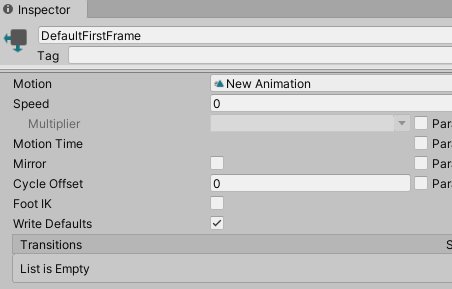 Inspector
DefaultFirstFrame
Tag
Motion New Animation
Speed 0
Multiplier Para
Motion Time Para
Mirror Para
Cycle Offset 0 Para
Foot IK
Write Defaults
Transitions S
List is Empty